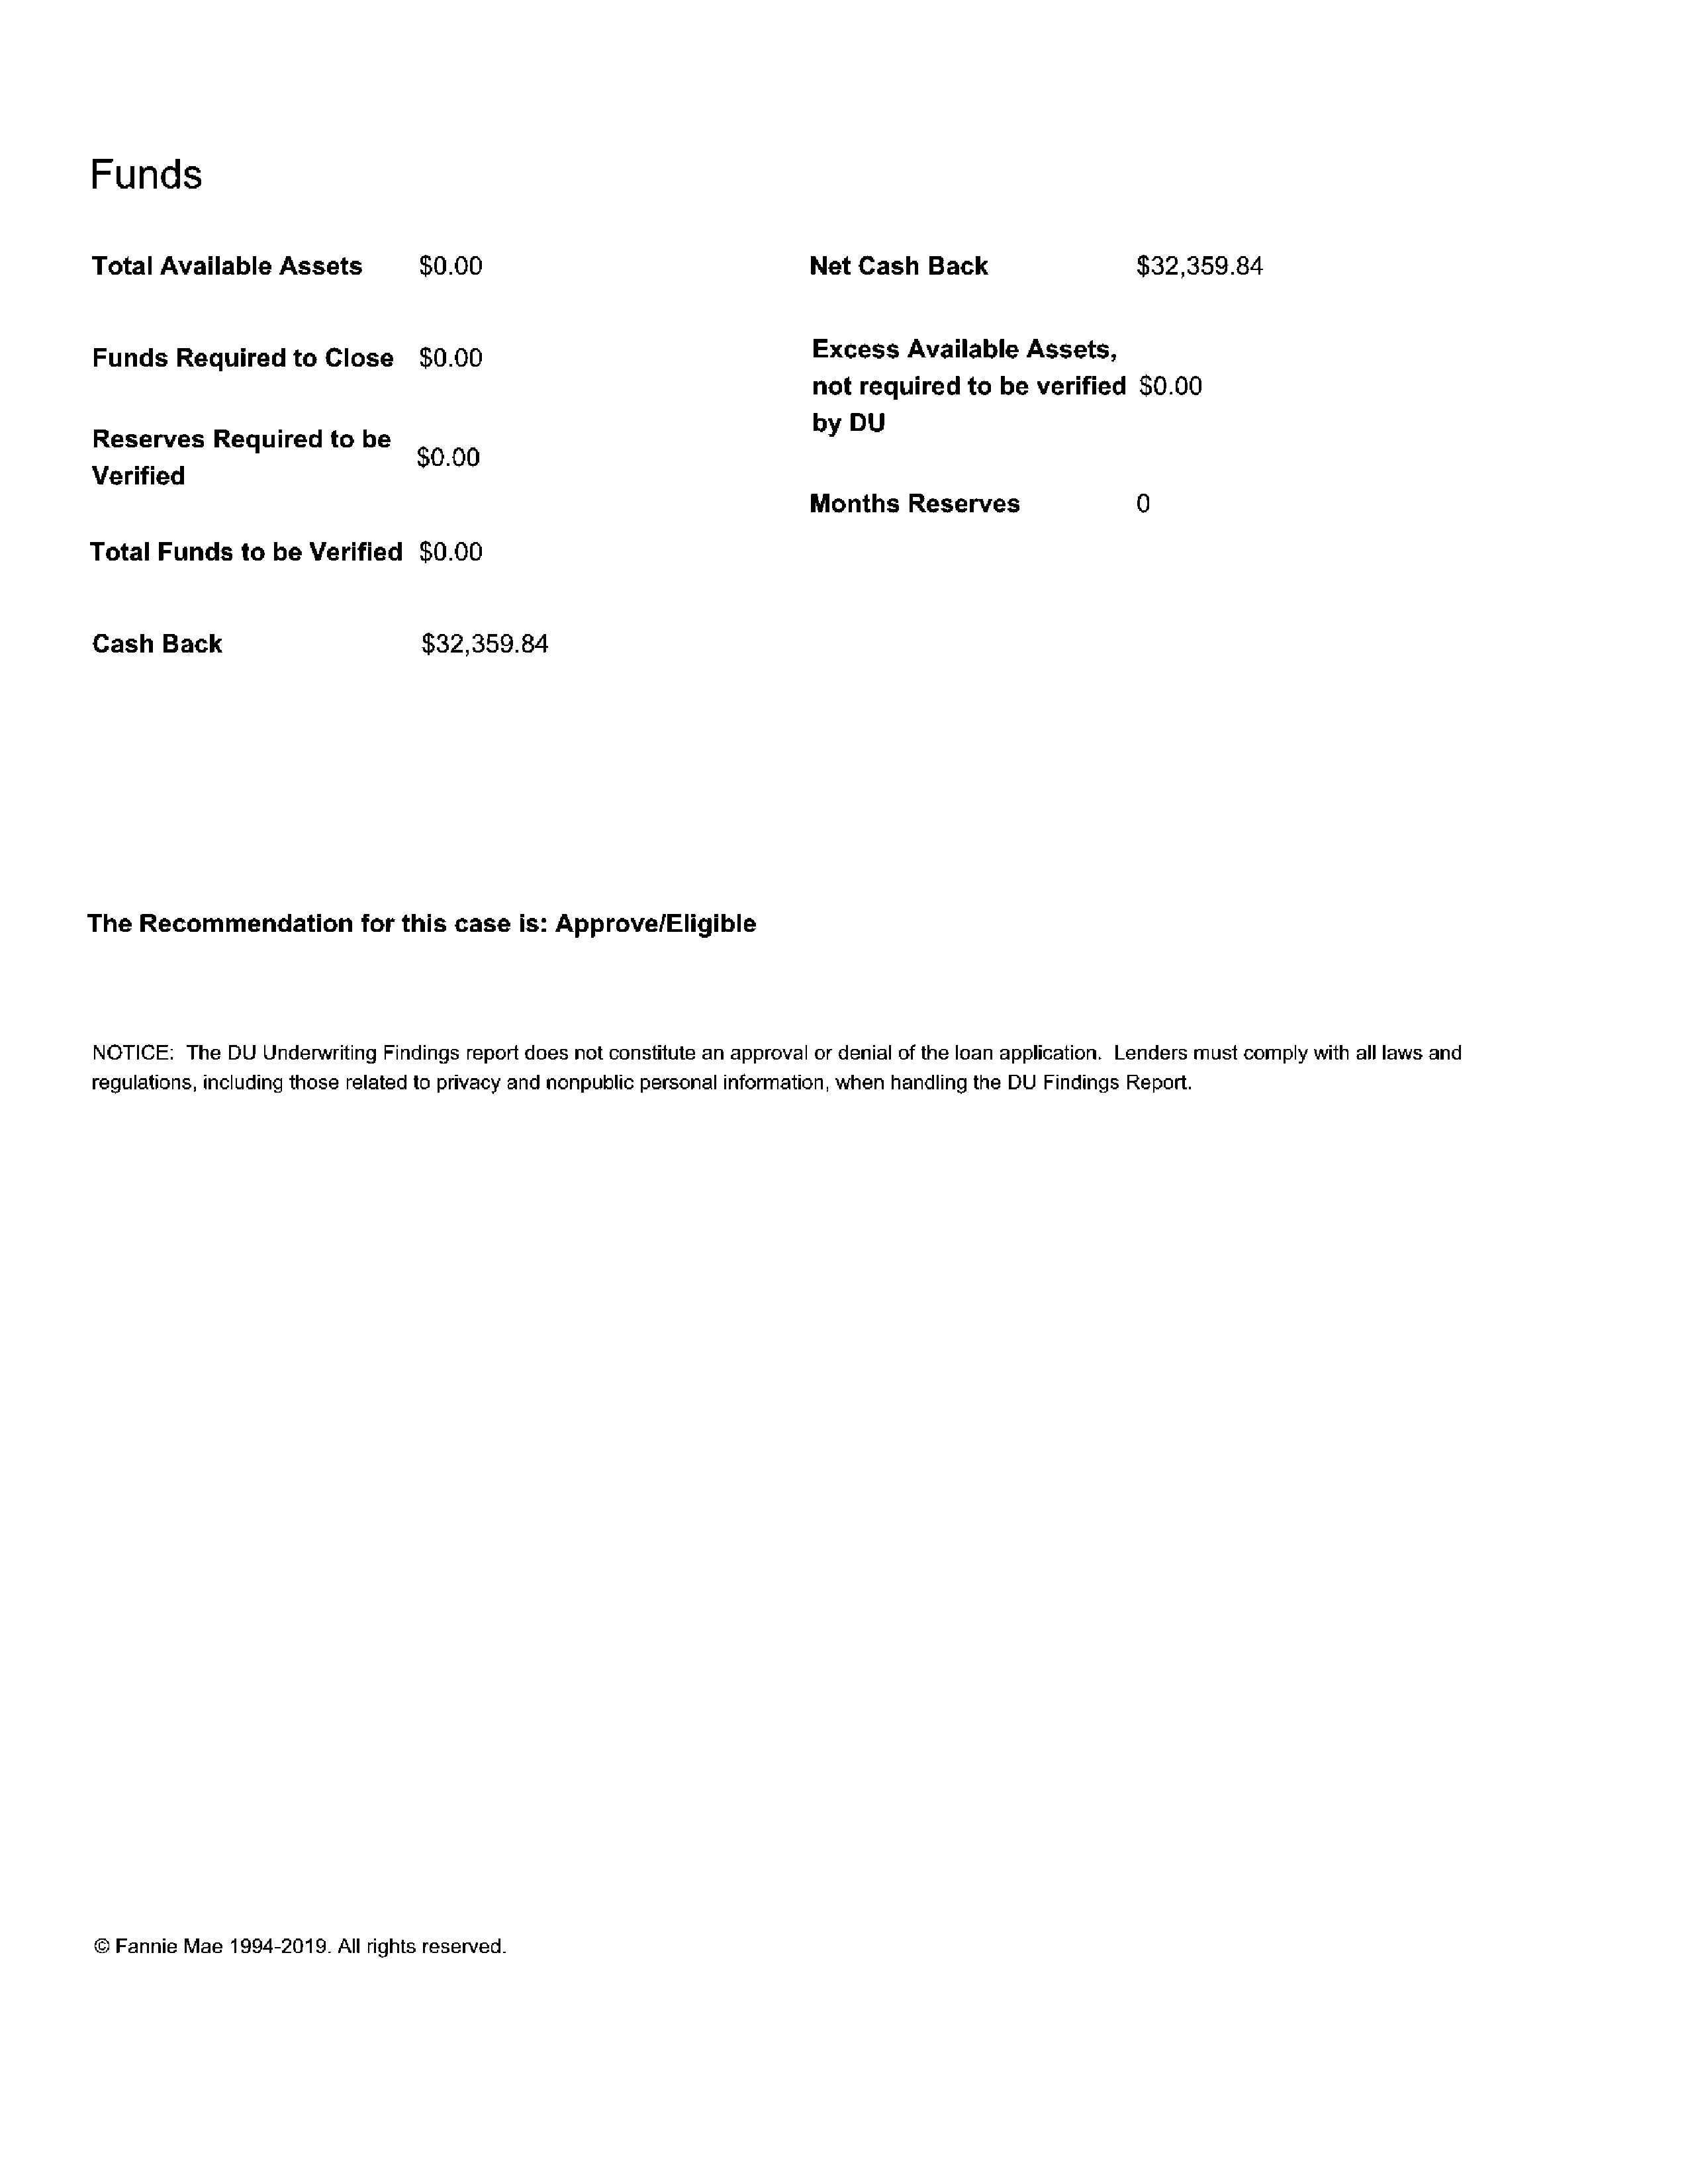 Funds
Total Available Assets $0.00
Funds Required to Close $0.00
Reserves Required to be
Verified
$0.00
Total Funds to be Verified $0.00
Cash Back $32,359.84
Net Cash Back $32,359.84
Excess Available Assets,
not required to be verified $0.00
by DU
Months Reserves 0
The Recommendation for this case is: Approve/Eligible
NOTICE: The DU Underwriting Findings report does not constitute an approval or denial of the loan application. Lenders must comply with all laws and
regulations, including those related to privacy and nonpublic personal information, when handling the DU Findings Report.
© Fannie Mae 1994-2019. All rights reserved.